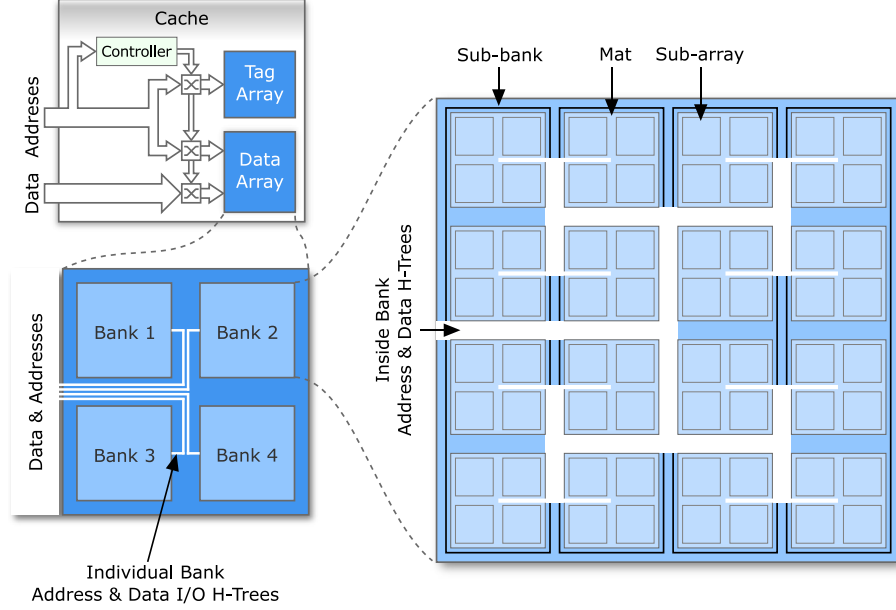 Cache
Controller
Tag
Array
Data
Array
Addreses
Data
Data & Addresses
Bank 1
Bank 2
Bank 3
Bank 4
Individual Bank
Address & Data I/O H-Trees
Sub-bank
Mat
Sub-array
Inside Bank
Address & Data H-Trees